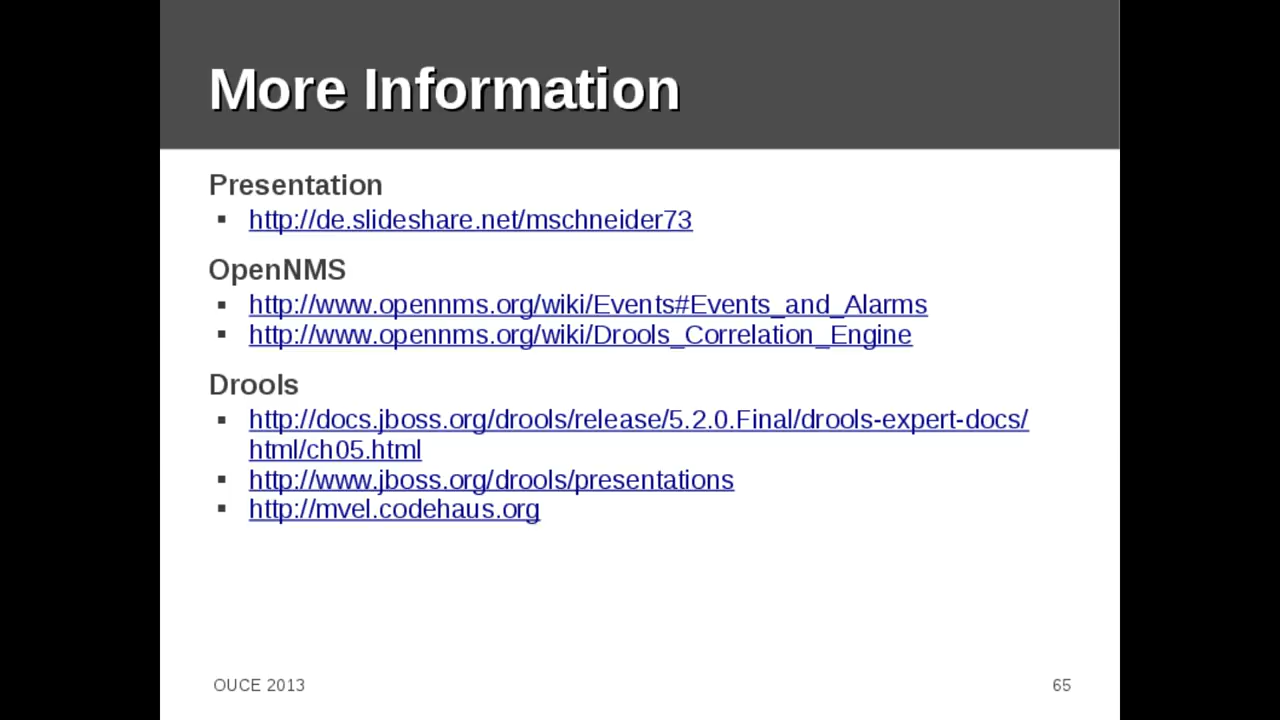 More Information
Presentation
▪ http://de.slideshare.net/mschneider73
OpenNMS
▪ http://www.opennms.org/wiki/Events#Events_and_Alarms
▪ http://www.opennms.org/wiki/Drools_Correlation_Engine
Drools
▪ http://docs.jboss.org/drools/release/5.2.0.Final/drools-expert-docs/
html/ch05.html
▪ http://www.jboss.org/drools/presentations
▪ http://mvel.codehaus.org
OUCE 2013
65